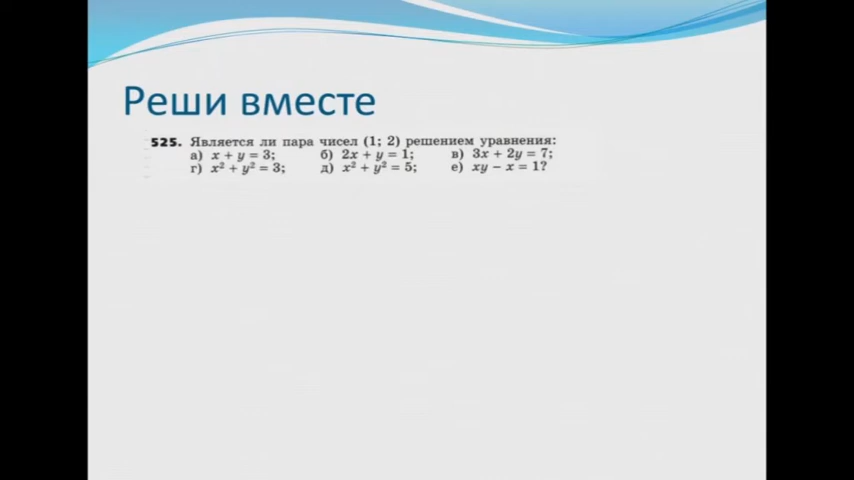 Реши вместе
525. Является ли пара чисел (1; 2) решением уравнения:
а) x + y = 3; б) 2x + y = 1; в) 3x + 2y = 7;
г) x² + y² = 3; д) x² + y² = 5; е) xy − x = 1?